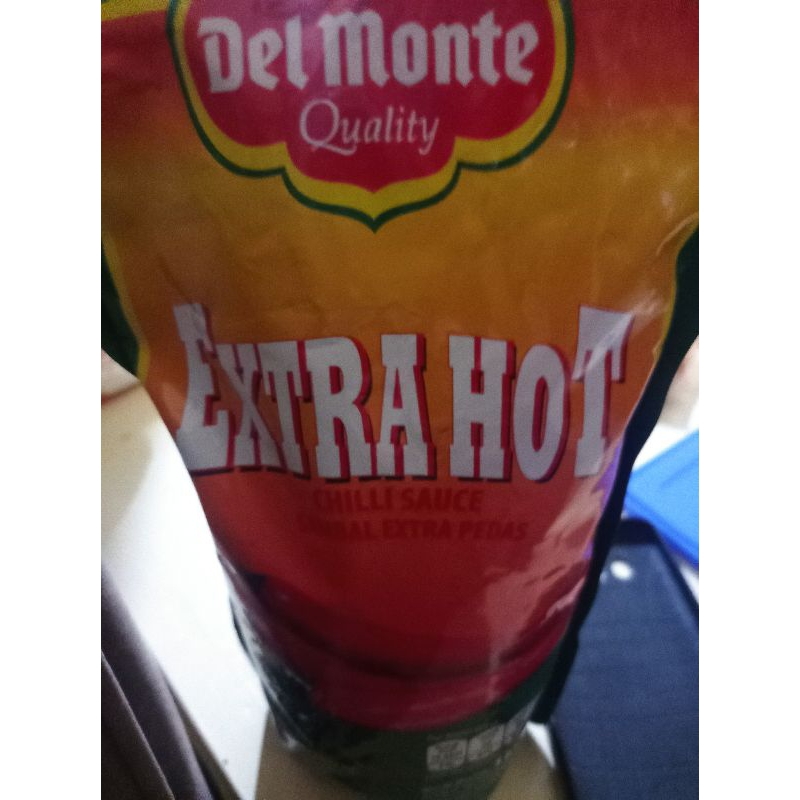 Del Monte
Quality
EXTRA HOT
CHILLI SAUCE
SAMBAL EXTRA PEDAS